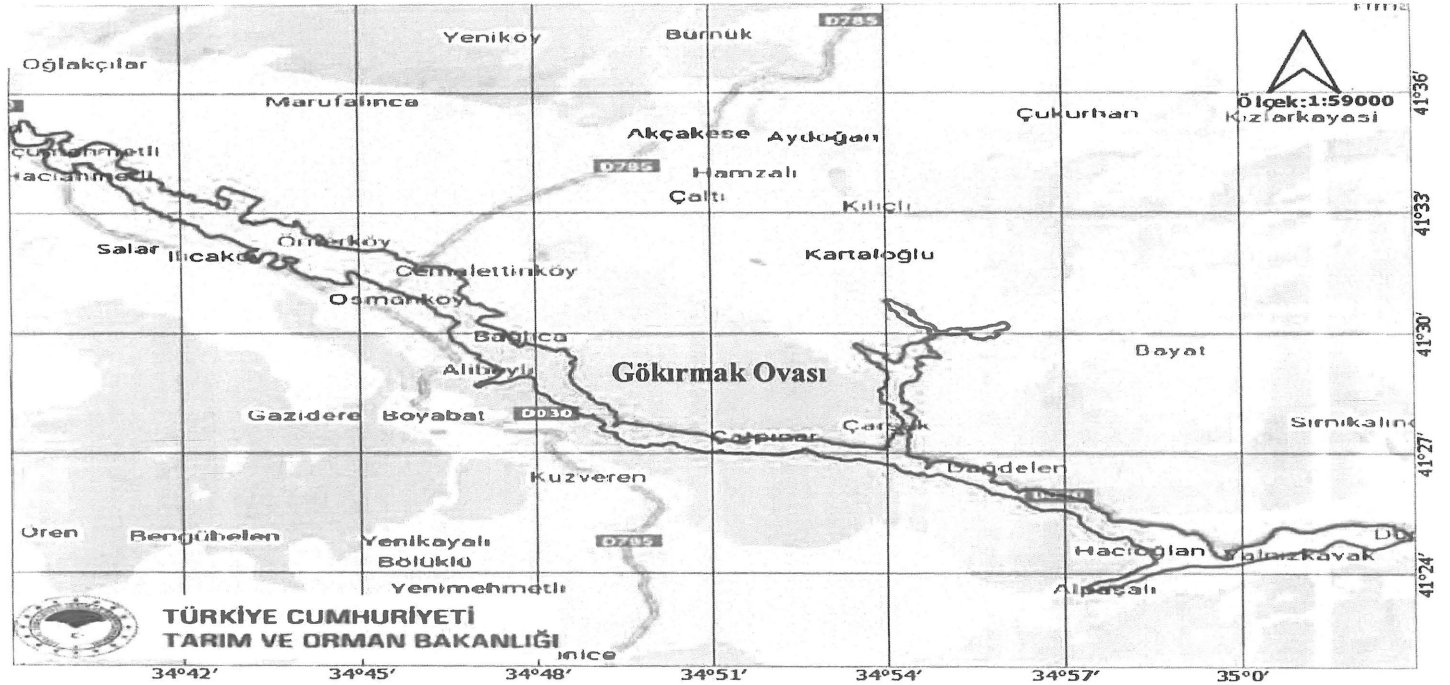 D785
Yeniköy
Burnuk
Oğlakçılar
41°36′
Marufalınca
Ölçek:1:59000
Çukurhan
Kızlarkayası
Akçakese
Aydoğan
D785
Hamzalı
Çaltı
Kılıçlı
41°33′
Salar
Ömerköy
Kartaloğlu
Cemalettinköy
Osmanköy
Bağlıca
41°30′
Bayat
Alibeyli
Gökırmak Ovası
Gazidere
Boyabat
D030
Çalpınar
41°27′
Dağdelen
Kuzveren
Ören
Bengübelen
Yenikayalı
D785
Hacıoğlan
Yalnızkavak
Bölüklü
Yenimehmetli
Alpaşalı
41°24′
TÜRKİYE CUMHURİYETİ
TARIM VE ORMAN BAKANLIĞI
34°42′
34°45′
34°48′
34°51′
34°54′
34°57′
35°0′